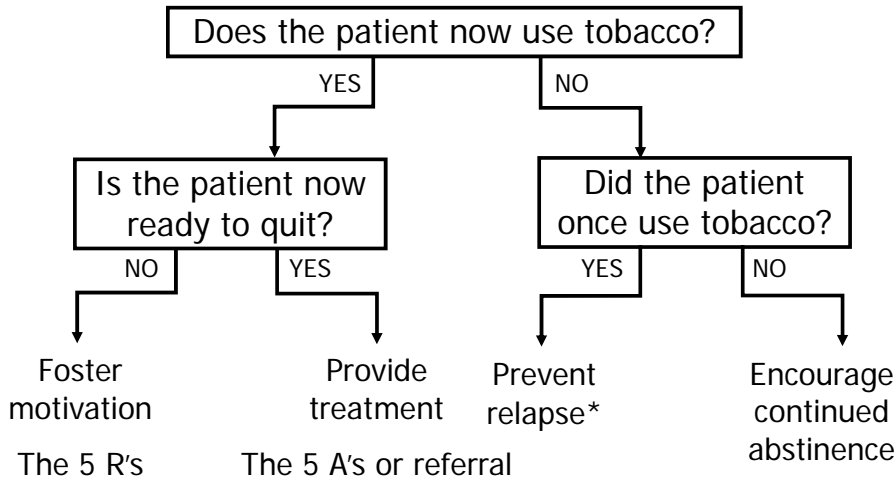 Does the patient now use tobacco?
YES
NO
Is the patient now
ready to quit?
Did the patient
once use tobacco?
NO
YES
YES
NO
Foster
motivation
The 5 R's
Provide
treatment
The 5 A's or referral
Prevent
relapse*
Encourage
continued
abstinence